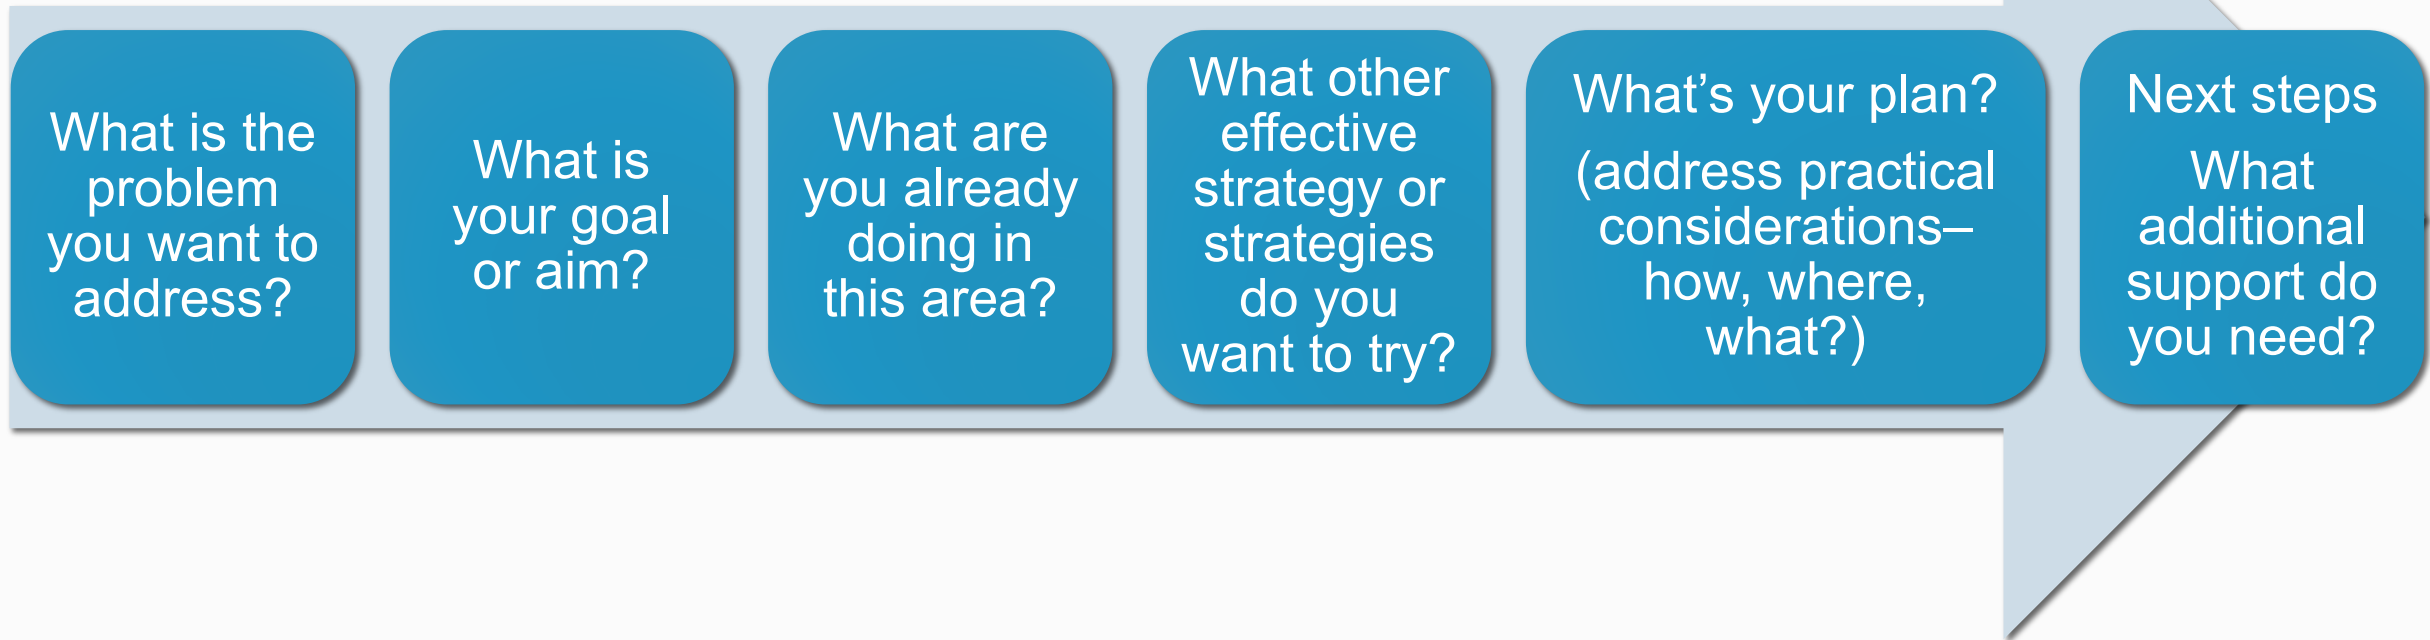 What is the
problem
you want to
address?
What is
your goal
or aim?
What are
you already
doing in
this area?
What other
effective
strategy or
strategies
do you
want to try?
What’s your plan?
(address practical
considerations–
how, where,
what?)
Next steps
What
additional
support do
you need?